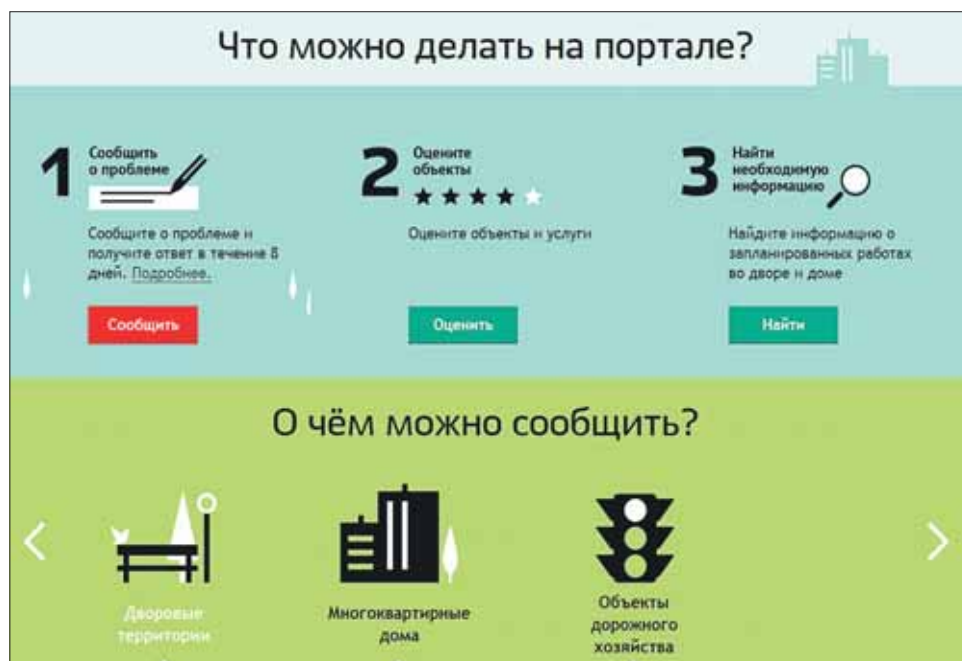 Что можно делать на портале?
1
Сообщить
о проблеме
Сообщите о проблеме и
получите ответ в течение 8
дней. Подробнее.
Сообщить
2
Оцените
объекты
Оцените объекты и услуги
Оценить
3
Найти
необходимую
информацию
Найдите информацию о
запланированных работах
во дворе и доме
Найти
О чём можно сообщить?
Дворовые
территории
Многоквартирные
дома
Объекты
дорожного
хозяйства